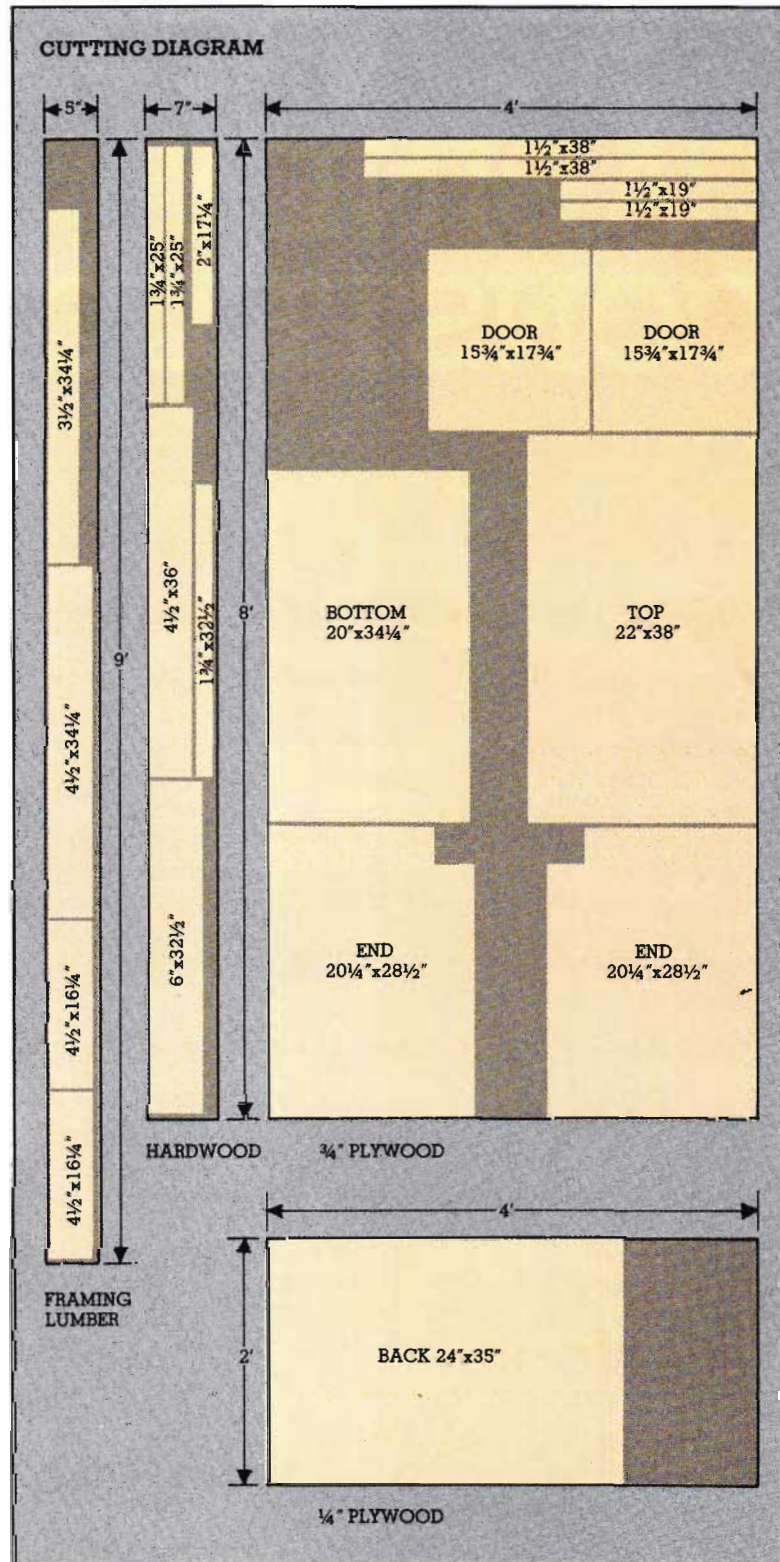 CUTTING DIAGRAM
5"
7"
4'
1½"x38"
1½"x38"
1½"x19"
1½"x19"
1¾"x25"
1¾"x25"
2"x17¼"
3½"x34¼"
DOOR
15¾"x17¾"
DOOR
15¾"x17¾"
4½"x36"
1¾"x32½"
8'
BOTTOM
20"x34¼"
TOP
22"x38"
9'
4½"x34¼"
6"x32½"
END
20¼"x28½"
END
20¼"x28½"
4½"x16¼"
4½"x16¼"
HARDWOOD
¾" PLYWOOD
FRAMING
LUMBER
4'
2'
BACK 24"x35"
¼" PLYWOOD